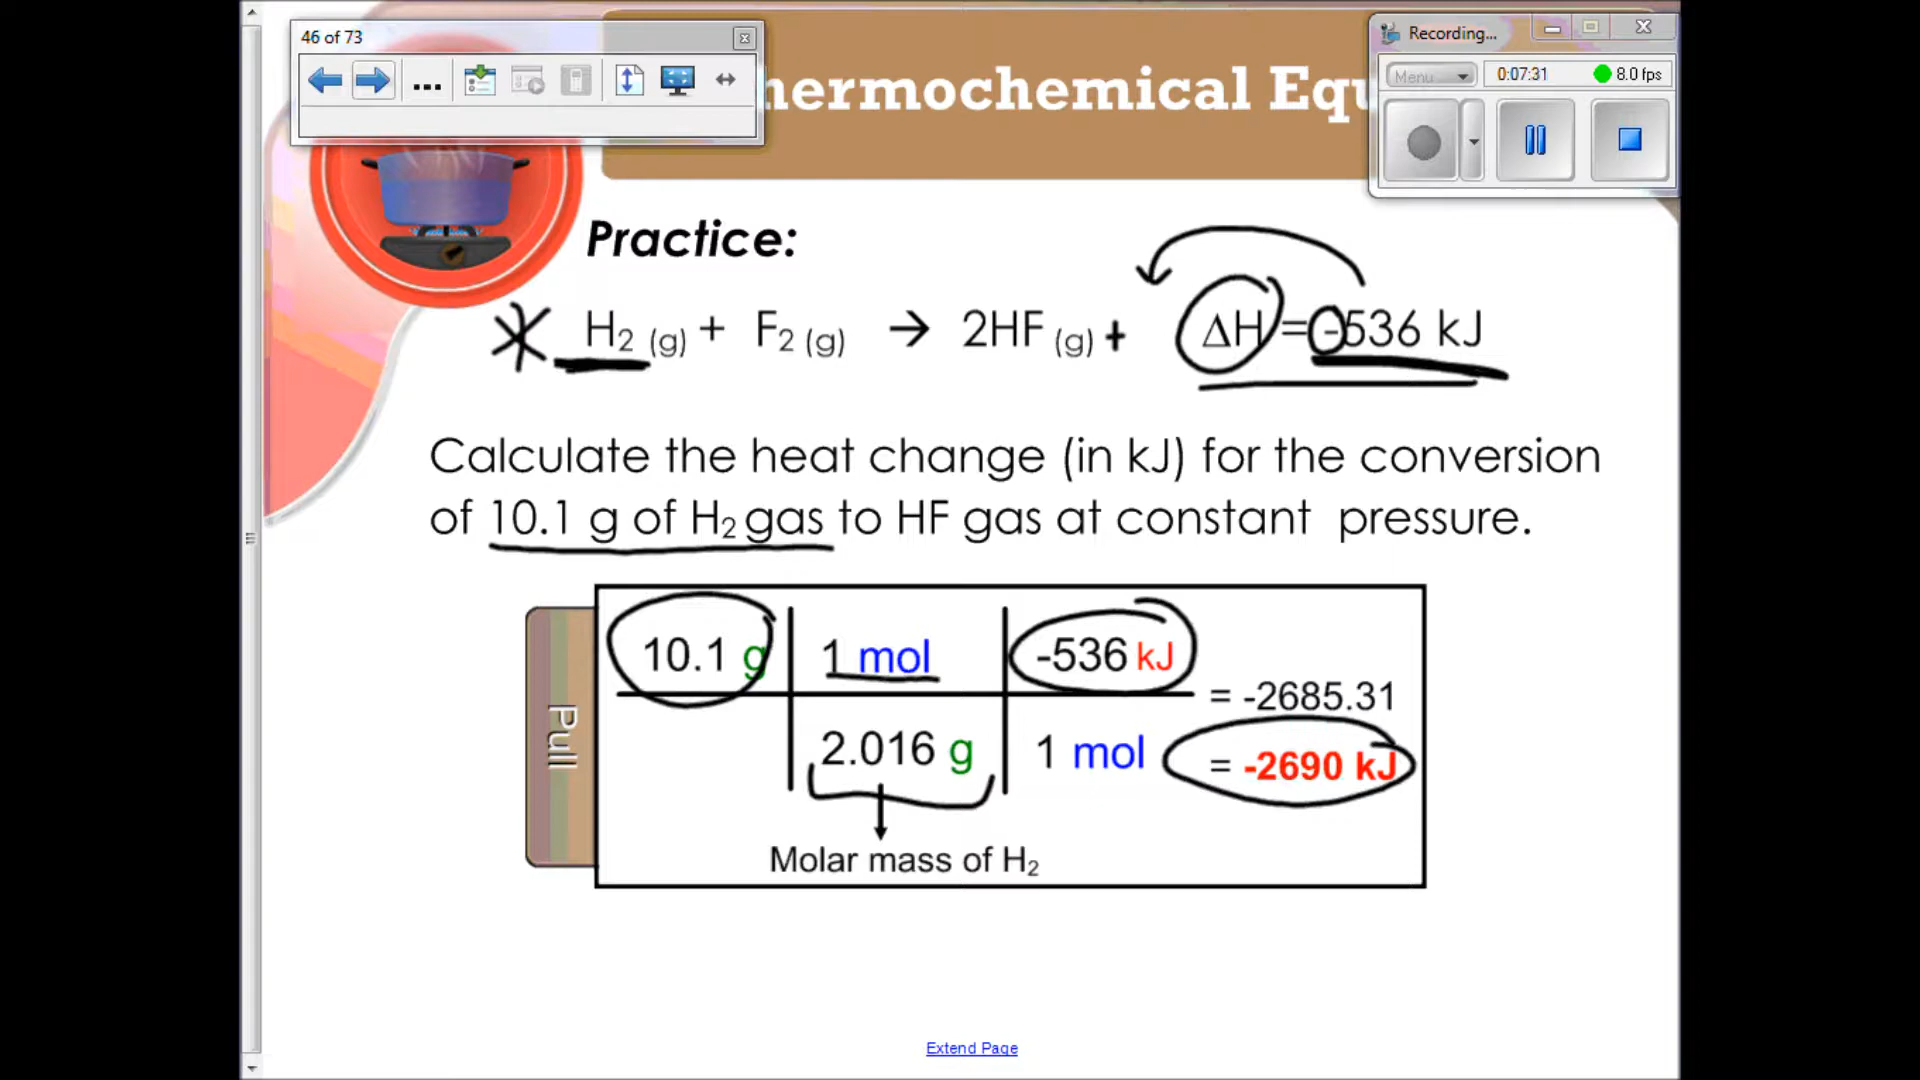 46 of 73
Recording...
Menu
0:07:31
8.0 fps
hermochemical Equ
Practice:
H2 (g) + F2 (g) → 2HF (g) + ΔH = -536 kJ
Calculate the heat change (in kJ) for the conversion
of 10.1 g of H2 gas to HF gas at constant pressure.
Pull
10.1 g 1 mol -536 kJ
= -2685.31
2.016 g 1 mol = -2690 kJ
Molar mass of H2
Extend Page